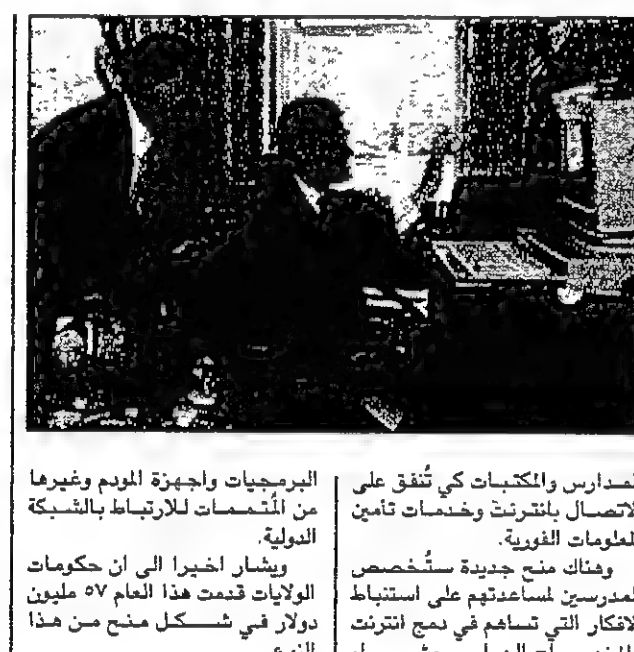 لمدارس والمكتبات كي تُنفق على
لاتصال بانترنت وخدمات تأمين
لعلومات الفورية.
وهناك منح جديدة ستُخصص
لمدرسين لمساعدتهم على استنباط
لافكار التي تساهم في دمج انترنت
البرمجيات واجهزة المودم وغيرها
من المُتممات للارتباط بالشبكة
الدولية.
ويشار اخيرا الى ان حكومات
الولايات قدمت هذا العام ٥٧ مليون
دولار في شكل منح من هذا
النوع